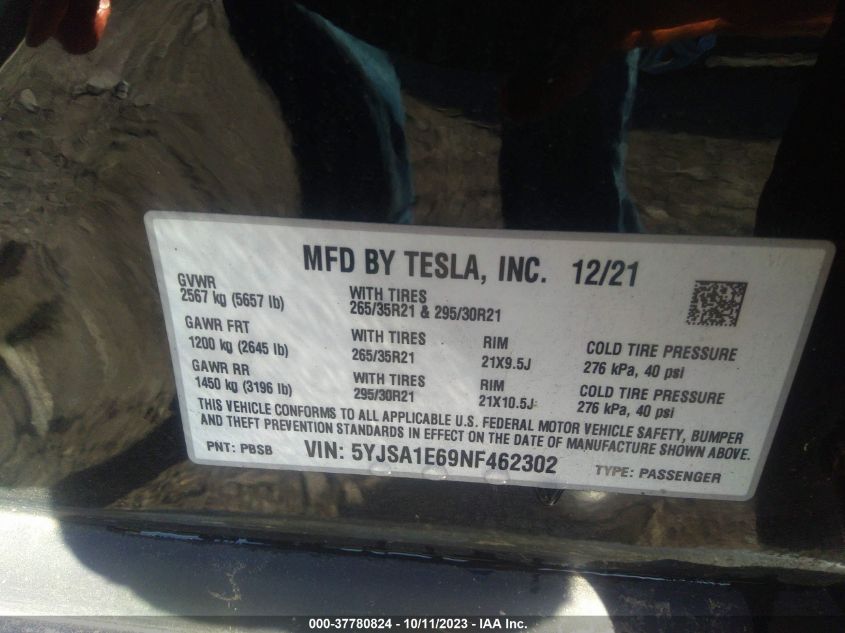 MFD BY TESLA, INC. 12/21
GVWR
2567 kg (5657 lb)
WITH TIRES
265/35R21 & 295/30R21
GAWR FRT
1200 kg (2645 lb)
WITH TIRES
265/35R21
RIM
21X9.5J
COLD TIRE PRESSURE
276 kPa, 40 psi
GAWR RR
1450 kg (3196 lb)
WITH TIRES
295/30R21
RIM
21X10.5J
COLD TIRE PRESSURE
276 kPa, 40 psi
THIS VEHICLE CONFORMS TO ALL APPLICABLE U.S. FEDERAL MOTOR VEHICLE SAFETY, BUMPER
AND THEFT PREVENTION STANDARDS IN EFFECT ON THE DATE OF MANUFACTURE SHOWN ABOVE.
PNT: PBSB VIN: 5YJSA1E69NF462302 TYPE: PASSENGER
000-37780824 - 10/11/2023 - IAA Inc.